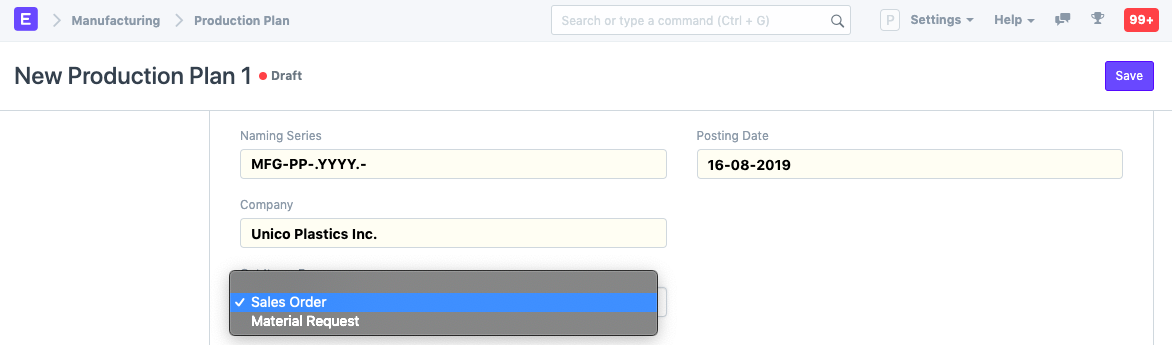 E Manufacturing Production Plan Search or type a command (Ctrl + G) P Settings Help 99+
New Production Plan 1 Draft Save
Naming Series Posting Date
MFG-PP-.YYYY.- 16-08-2019
Company
Unico Plastics Inc.
Sales Order
Material Request